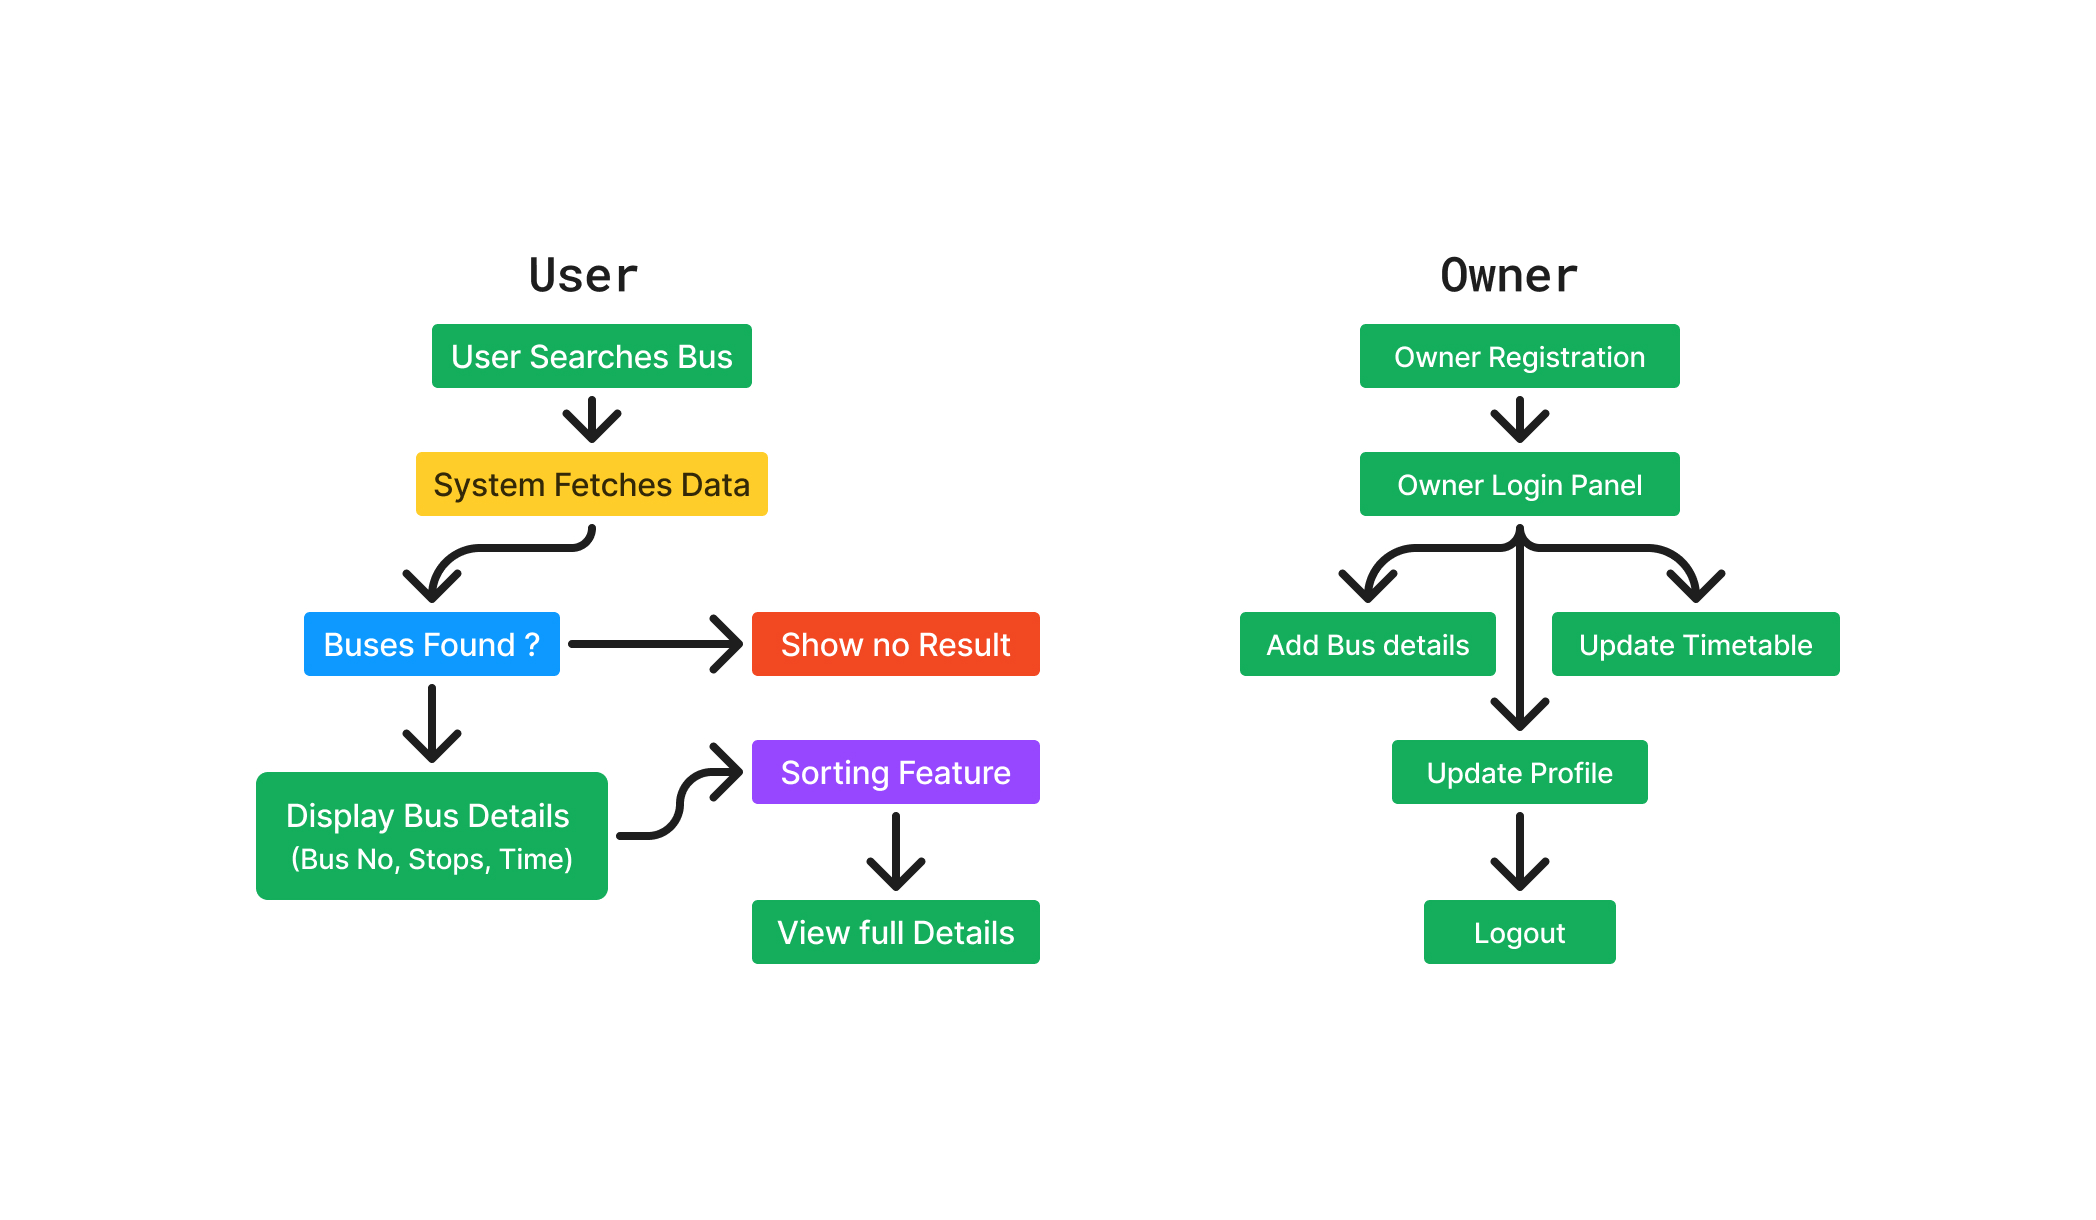 User
User Searches Bus
System Fetches Data
Buses Found ?
Show no Result
Display Bus Details
(Bus No, Stops, Time)
Sorting Feature
View full Details
Owner
Owner Registration
Owner Login Panel
Add Bus details
Update Timetable
Update Profile
Logout